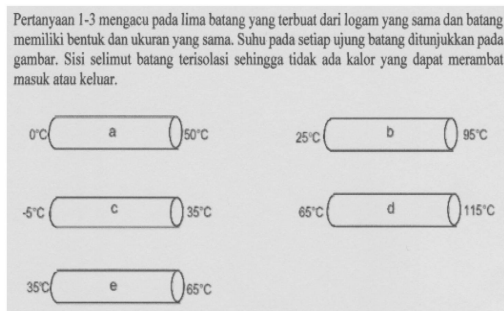 Pertanyaan 1-3 mengacu pada lima batang yang terbuat dari logam yang sama dan batang
memiliki bentuk dan ukuran yang sama. Suhu pada setiap ujung batang ditunjukkan pada
gambar. Sisi selimut batang terisolasi sehingga tidak ada kalor yang dapat merambat
masuk atau keluar.
0°C a 50°C
25°C b 95°C
-5°C c 35°C
65°C d 115°C
35°C e 65°C